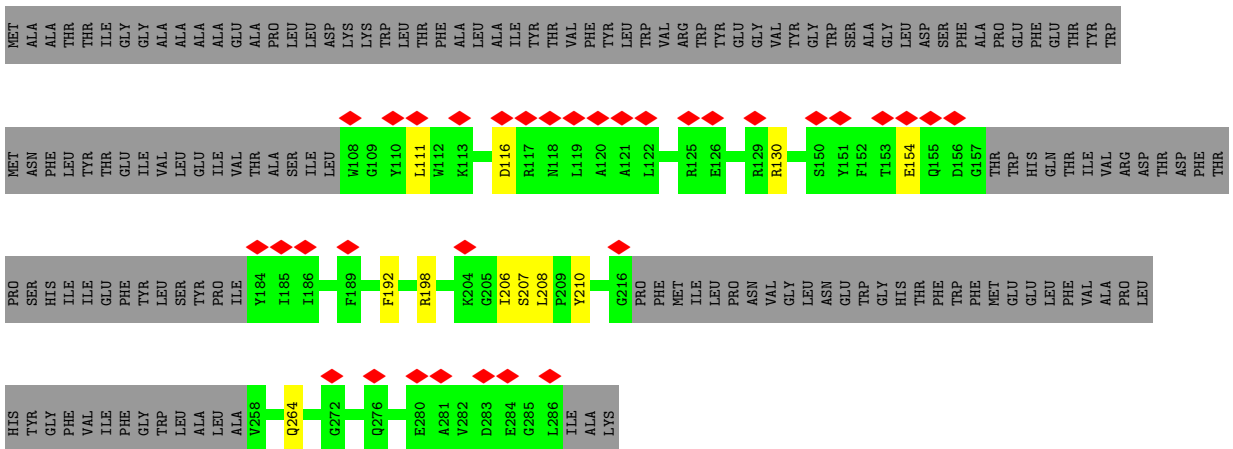 MET ALA ALA THR THR ILE GLY GLY ALA ALA ALA ALA GLU ALA PRO LEU LEU ASP LYS LYS TRP LEU THR PHE ALA LEU ALA ILE TYR THR VAL PHE TYR LEU TRP VAL ARG TRP TYR GLU GLY VAL TYR GLY TRP SER ALA GLY LEU ASP SER PHE ALA PRO GLU PHE GLU THR TYR TRP
MET ASN PHE LEU TYR THR GLU ILE VAL LEU GLU ILE VAL THR ALA SER ILE LEU W108 G109 Y110 L111 W112 K113 D116 R117 N118 L119 A120 A121 L122 R125 E126 R129 R130 S150 Y151 F152 T153 E154 Q155 D156 G157 THR TRP HIS GLN THR ILE VAL ARG ASP THR ASP PHE THR
PRO SER HIS ILE ILE GLU PHE TYR LEU SER TYR PRO ILE Y184 I185 I186 F189 F192 R198 K204 G205 I206 S207 L208 P209 Y210 G216 PRO PHE MET ILE LEU PRO ASN VAL GLY LEU ASN GLU TRP GLY HIS THR PHE TRP PHE MET GLU GLU LEU PHE VAL ALA PRO LEU
HIS TYR GLY PHE VAL ILE PHE GLY TRP LEU ALA LEU ALA V258 Q264 G272 Q276 E280 A281 V282 D283 E284 G285 L286 ILE ALA LYS